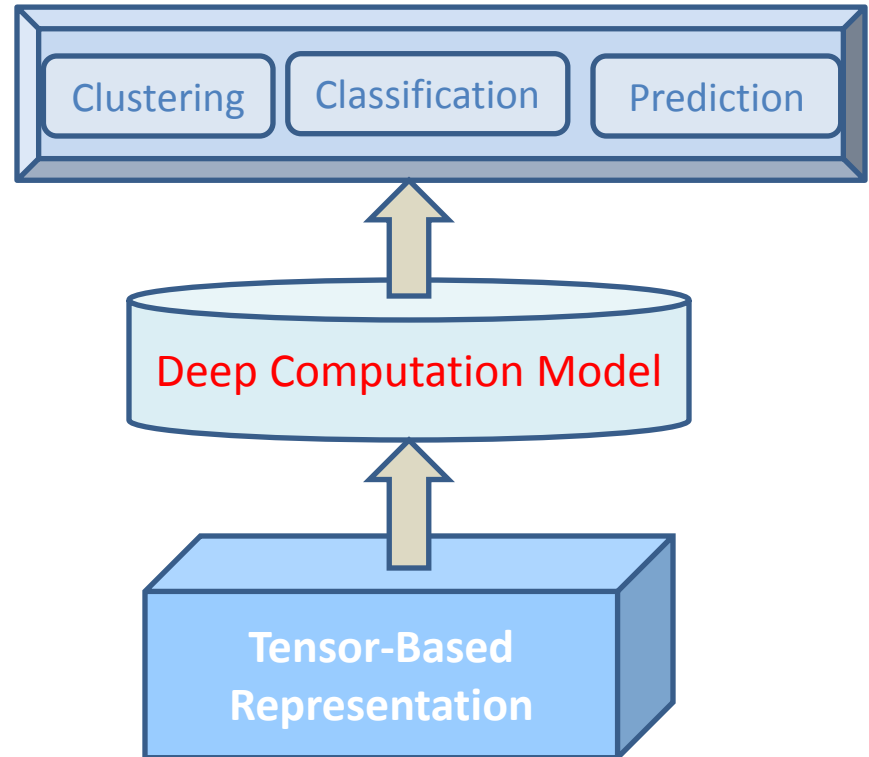 Clustering
Classification
Prediction
Deep Computation Model
Tensor-Based
Representation